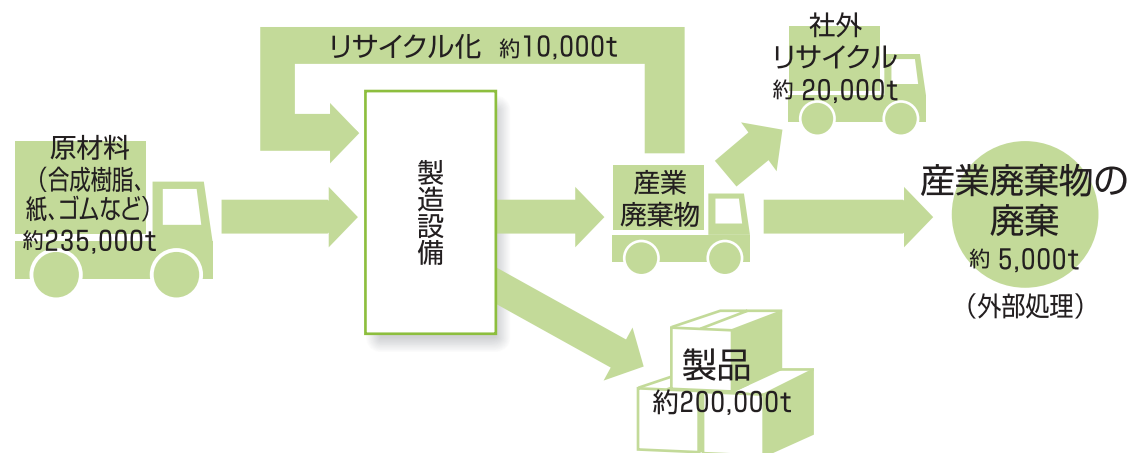 リサイクル化 約10,000t
社外
リサイクル
約 20,000t
原材料
（合成樹脂、
紙、ゴムなど）
約235,000t
製造設備
産業
廃棄物
産業廃棄物の
廃棄
約 5,000t
（外部処理）
製品
約200,000t